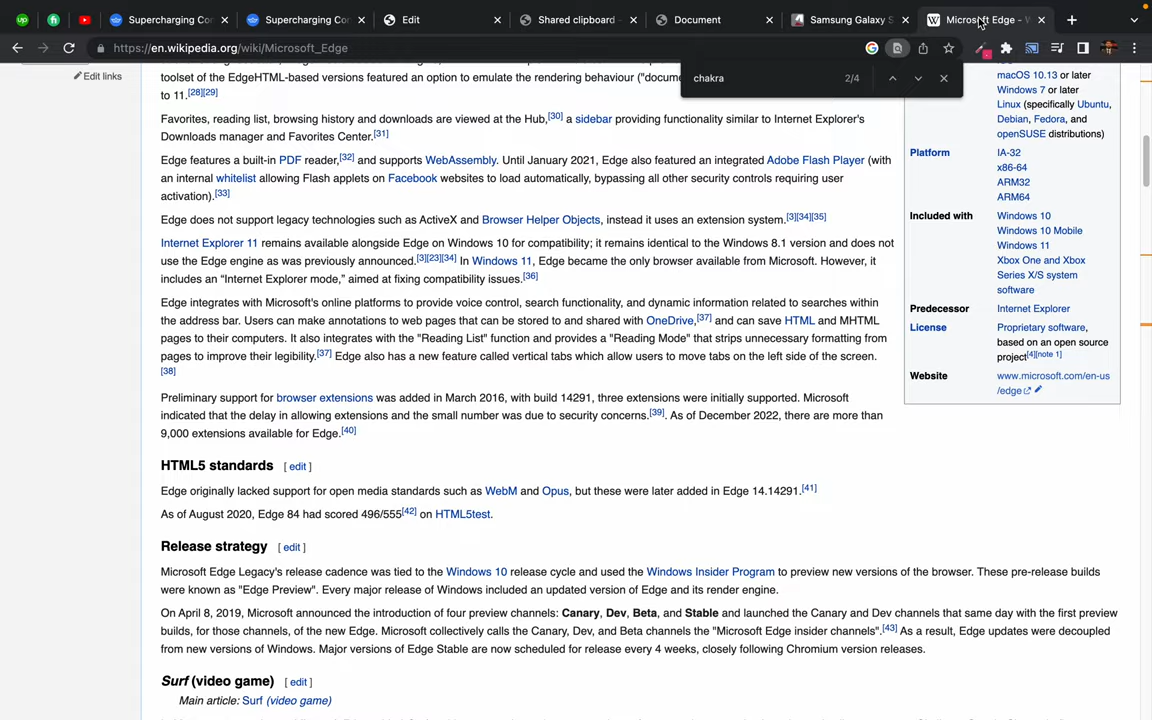 Supercharging Co
Supercharging Co
Edit
Shared clipboard -
Document
Samsung Galaxy S
Microsoft Edge - W
https://en.wikipedia.org/wiki/Microsoft_Edge
chakra 2/4
Edit links
toolset of the EdgeHTML-based versions featured an option to emulate the rendering behaviour ("docume
to 11.[28][29]
Favorites, reading list, browsing history and downloads are viewed at the Hub,[30] a sidebar providing functionality similar to Internet Explorer's
Downloads manager and Favorites Center.[31]
Edge features a built-in PDF reader,[32] and supports WebAssembly. Until January 2021, Edge also featured an integrated Adobe Flash Player (with
an internal whitelist allowing Flash applets on Facebook websites to load automatically, bypassing all other security controls requiring user
activation).[33]
Edge does not support legacy technologies such as ActiveX and Browser Helper Objects, instead it uses an extension system.[3][34][35]
Internet Explorer 11 remains available alongside Edge on Windows 10 for compatibility; it remains identical to the Windows 8.1 version and does not
use the Edge engine as was previously announced.[3][23][34] In Windows 11, Edge became the only browser available from Microsoft. However, it
includes an “Internet Explorer mode,” aimed at fixing compatibility issues.[36]
Edge integrates with Microsoft's online platforms to provide voice control, search functionality, and dynamic information related to searches within
the address bar. Users can make annotations to web pages that can be stored to and shared with OneDrive,[37] and can save HTML and MHTML
pages to their computers. It also integrates with the "Reading List" function and provides a "Reading Mode" that strips unnecessary formatting from
pages to improve their legibility.[37] Edge also has a new feature called vertical tabs which allow users to move tabs on the left side of the screen.
[38]
Preliminary support for browser extensions was added in March 2016, with build 14291, three extensions were initially supported. Microsoft
indicated that the delay in allowing extensions and the small number was due to security concerns.[39]. As of December 2022, there are more than
9,000 extensions available for Edge.[40]
HTML5 standards [ edit ]
Edge originally lacked support for open media standards such as WebM and Opus, but these were later added in Edge 14.14291.[41]
As of August 2020, Edge 84 had scored 496/555[42] on HTML5test.
Release strategy [ edit ]
Microsoft Edge Legacy's release cadence was tied to the Windows 10 release cycle and used the Windows Insider Program to preview new versions of the browser. These pre-release builds
were known as "Edge Preview". Every major release of Windows included an updated version of Edge and its render engine.
On April 8, 2019, Microsoft announced the introduction of four preview channels: Canary, Dev, Beta, and Stable and launched the Canary and Dev channels that same day with the first preview
builds, for those channels, of the new Edge. Microsoft collectively calls the Canary, Dev, and Beta channels the "Microsoft Edge insider channels".[43] As a result, Edge updates were decoupled
from new versions of Windows. Major versions of Edge Stable are now scheduled for release every 4 weeks, closely following Chromium version releases.
Surf (video game) [ edit ]
Main article: Surf (video game)
macOS 10.13 or later
Windows 7 or later
Linux (specifically Ubuntu,
Debian, Fedora, and
openSUSE distributions)
Platform IA-32
x86-64
ARM32
ARM64
Included with Windows 10
Windows 10 Mobile
Windows 11
Xbox One and Xbox
Series X/S system
software
Predecessor Internet Explorer
License Proprietary software,
based on an open source
project[4][note 1]
Website www.microsoft.com/en-us
/edge